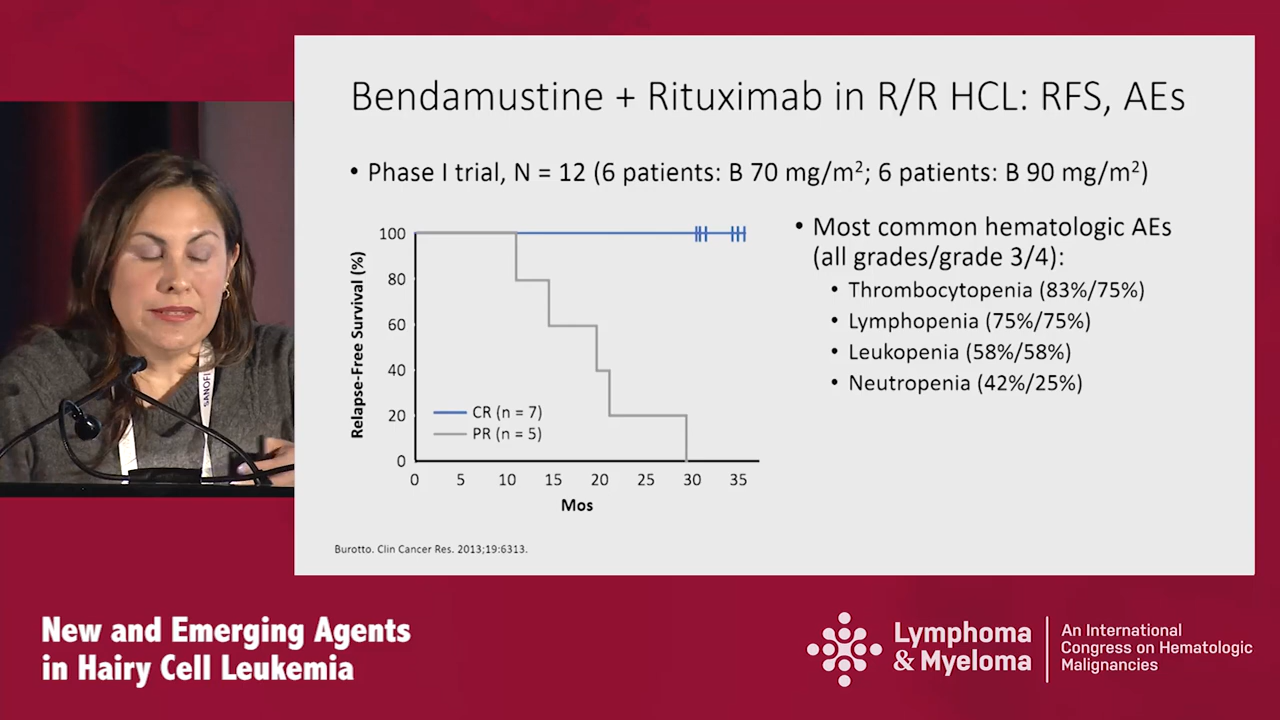 Bendamustine + Rituximab in R/R HCL: RFS, AEs
• Phase I trial, N = 12 (6 patients: B 70 mg/m²; 6 patients: B 90 mg/m²)
Relapse-Free Survival (%)
100
80
60
40
20
0
CR (n = 7)
PR (n = 5)
0 5 10 15 20 25 30 35
Mos
• Most common hematologic AEs
(all grades/grade 3/4):
• Thrombocytopenia (83%/75%)
• Lymphopenia (75%/75%)
• Leukopenia (58%/58%)
• Neutropenia (42%/25%)
Burotto. Clin Cancer Res. 2013;19:6313.
SANOFI
New and Emerging Agents
in Hairy Cell Leukemia
Lymphoma
& Myeloma
An International
Congress on Hematologic
Malignancies